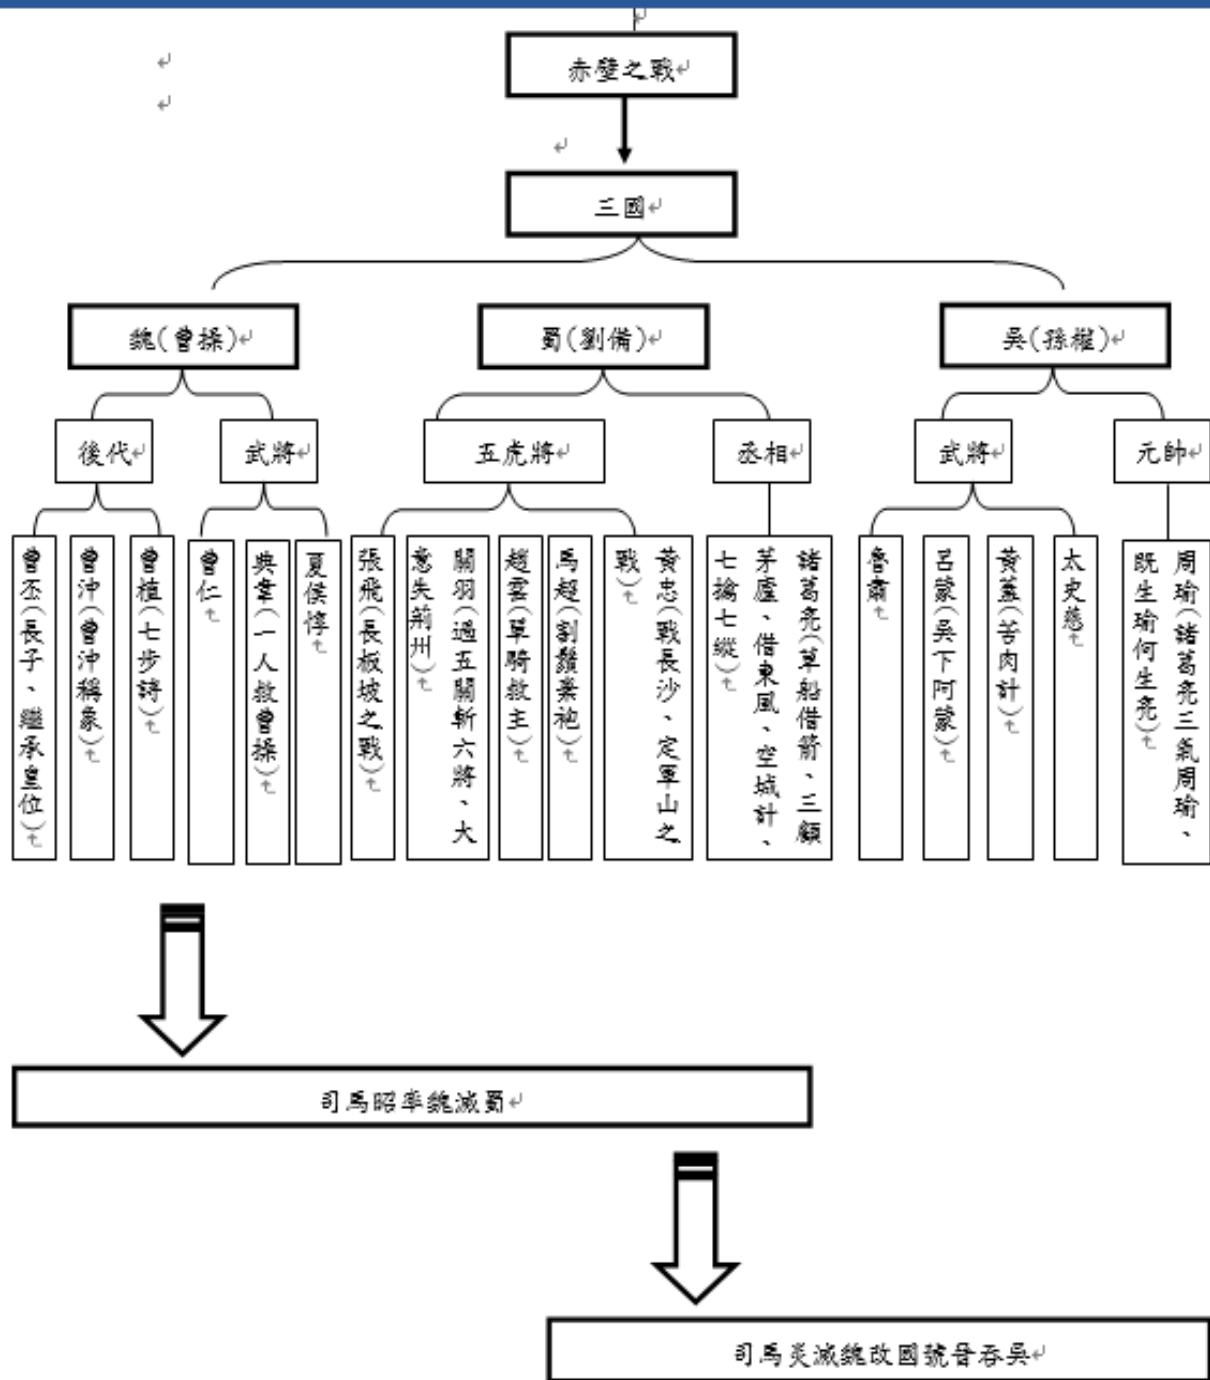 赤壁之戰
三國
魏(曹操)
蜀(劉備)
吳(孫權)
後代
武將
五虎將
丞相
武將
元帥
曹丕(長子、繼承皇位)
曹沖(曹沖稱象)
曹植(七步詩)
曹仁
典韋(一人救曹操)
夏侯惇
張飛(長板坡之戰)
關羽(過五關斬六將、大
意失荊州)
趙雲(單騎救主)
馬超(割鬚棄袍)
黃忠(戰長沙、定軍山之
戰)
諸葛亮(草船借箭、三顧
茅廬、借東風、空城計、
七擒七縱)
魯肅
呂蒙(吳下阿蒙)
黃蓋(苦肉計)
太史慈
周瑜(諸葛亮三氣周瑜、
既生瑜何生亮)
司馬昭率魏滅蜀
司馬炎滅魏改國號晉吞吳